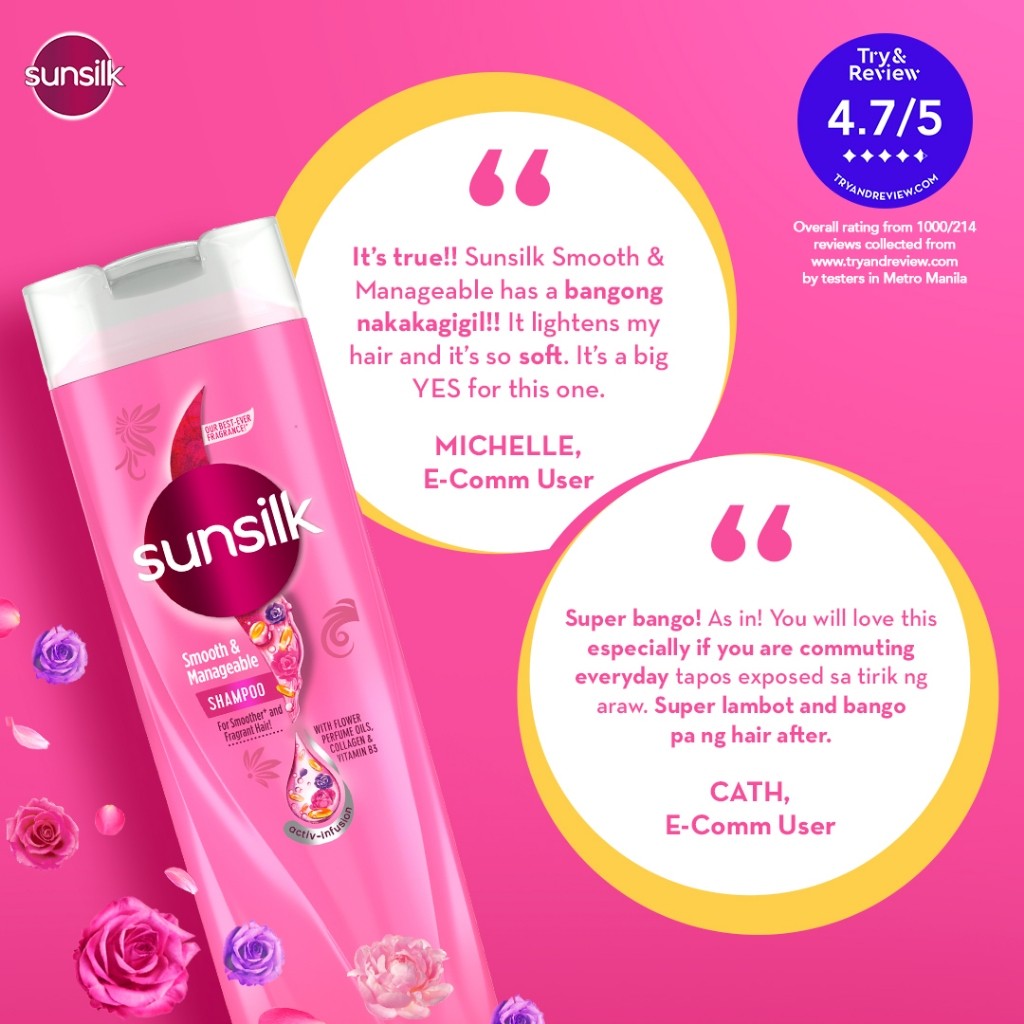 sunsilk
Try&
Review
4.7/5
TRYANDREVIEW.COM
Overall rating from 1000/214
reviews collected from
www.tryandreview.com
by testers in Metro Manila
“
It's true!! Sunsilk Smooth &
Manageable has a bangong
nakakagigil!! It lightens my
hair and it's so soft. It's a big
YES for this one.
MICHELLE,
E-Comm User
“
Super bango! As in! You will love this
especially if you are commuting
everyday tapos exposed sa tirik ng
araw. Super lambot and bango
pa ng hair after.
CATH,
E-Comm User
OUR BEST-EVER
FRAGRANCE!*
sunsilk
Smooth &
Manageable
SHAMPOO
For Smoother* and
Fragrant Hair!
WITH FLOWER
PERFUME OILS,
COLLAGEN &
VITAMIN B3
activ-infusion